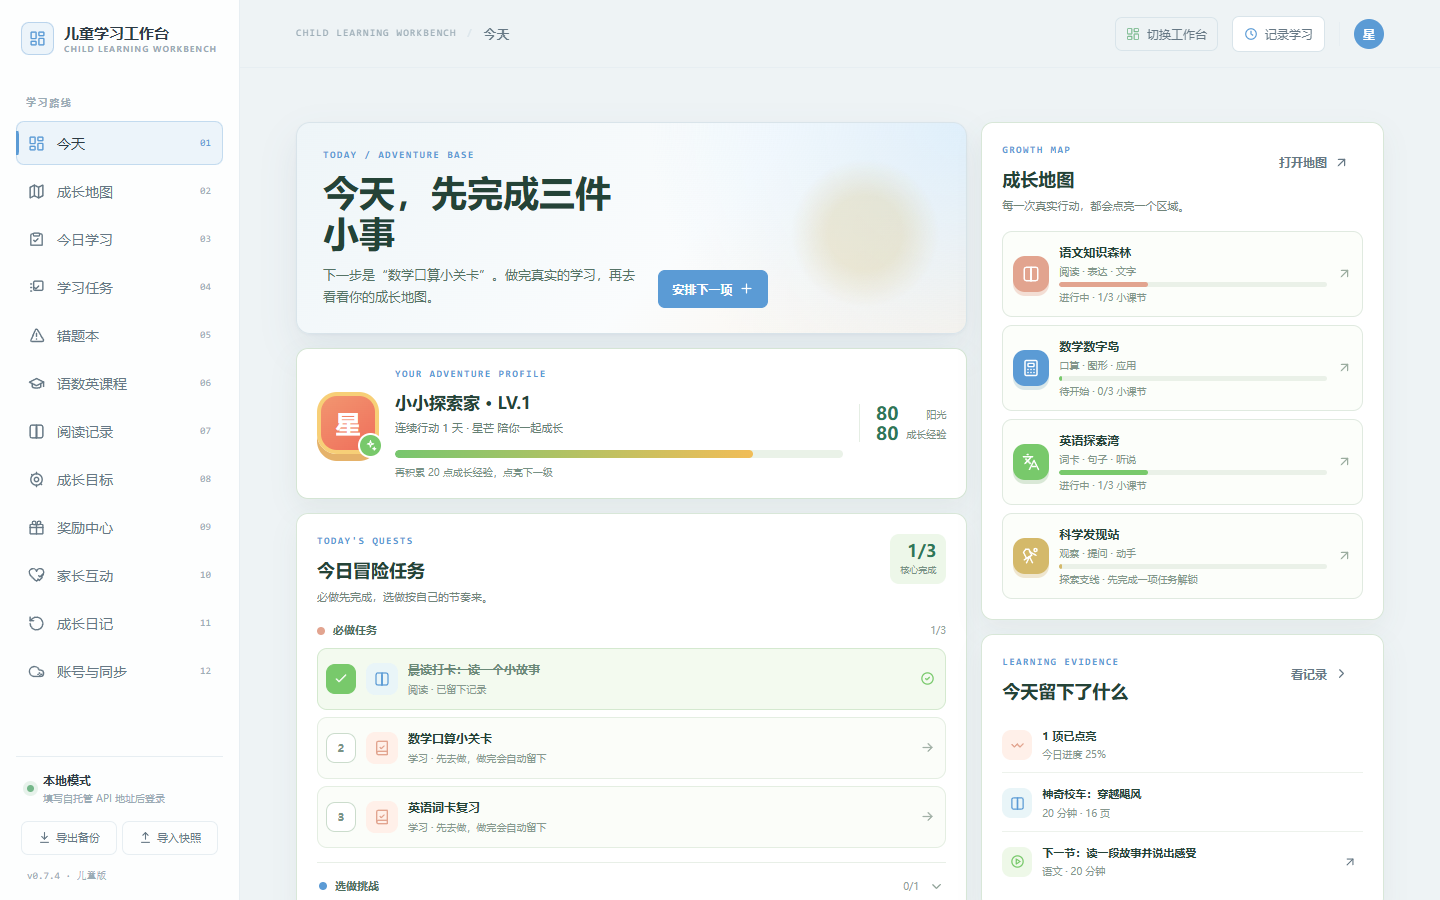 儿童学习工作台
CHILD LEARNING WORKBENCH
学习路线
今天 01
成长地图 02
今日学习 03
学习任务 04
错题本 05
语数英课程 06
阅读记录 07
成长目标 08
奖励中心 09
家长互动 10
成长日记 11
账号与同步 12
本地模式
填写自托管 API 地址后登录
导出备份
导入快照
v0.7.4 · 儿童版
CHILD LEARNING WORKBENCH / 今天
切换工作台
记录学习
星
TODAY / ADVENTURE BASE
今天，先完成三件
小事
下一步是“数学口算小关卡”。做完真实的学习，再去
看看你的成长地图。
安排下一项 +
YOUR ADVENTURE PROFILE
星
小小探索家 • LV.1
连续行动 1 天 · 星芒 陪你一起成长
再积累 20 点成长经验，点亮下一级
80 阳光
80 成长经验
TODAY'S QUESTS
今日冒险任务
必做先完成，选做按自己的节奏来。
1/3
核心完成
必做任务 1/3
晨读打卡：读一个小故事
阅读 · 已留下记录
2
数学口算小关卡
学习 · 先去做，做完会自动留下
3
英语词卡复习
学习 · 先去做，做完会自动留下
选做挑战 0/1
GROWTH MAP
成长地图
每一次真实行动，都会点亮一个区域。
打开地图
语文知识森林
阅读 · 表达 · 文字
进行中 · 1/3 小课节
数学数字岛
口算 · 图形 · 应用
待开始 · 0/3 小课节
英语探索湾
词卡 · 句子 · 听说
进行中 · 1/3 小课节
科学发现站
观察 · 提问 · 动手
探索支线 · 先完成一项任务解锁
LEARNING EVIDENCE
今天留下了什么
看记录
1 项已点亮
今日进度 25%
神奇校车：穿越飓风
20 分钟 · 16 页
下一节：读一段故事并说出感受
语文 · 20 分钟